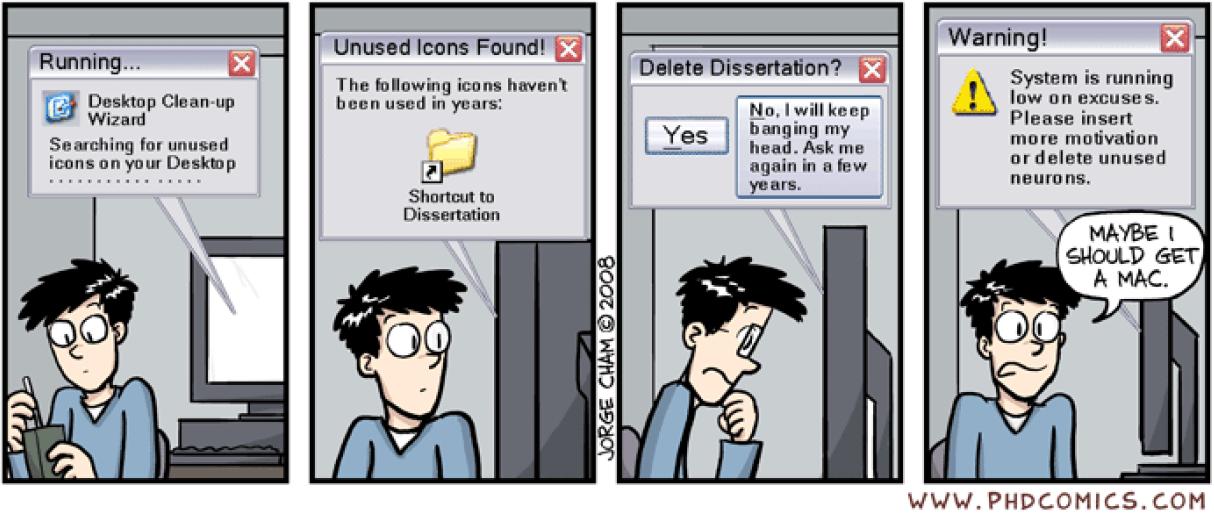 Running...
Desktop Clean-up
Wizard
Searching for unused
icons on your Desktop
. . . . . . . . . . . . . . . .
Unused Icons Found!
The following icons haven't
been used in years:
Shortcut to
Dissertation
Delete Dissertation?
Yes
No, I will keep
banging my
head. Ask me
again in a few
years.
Warning!
System is running
low on excuses.
Please insert
more motivation
or delete unused
neurons.
MAYBE I
SHOULD GET
A MAC.
JORGE CHAM © 2008
WWW.PHDCOMICS.COM